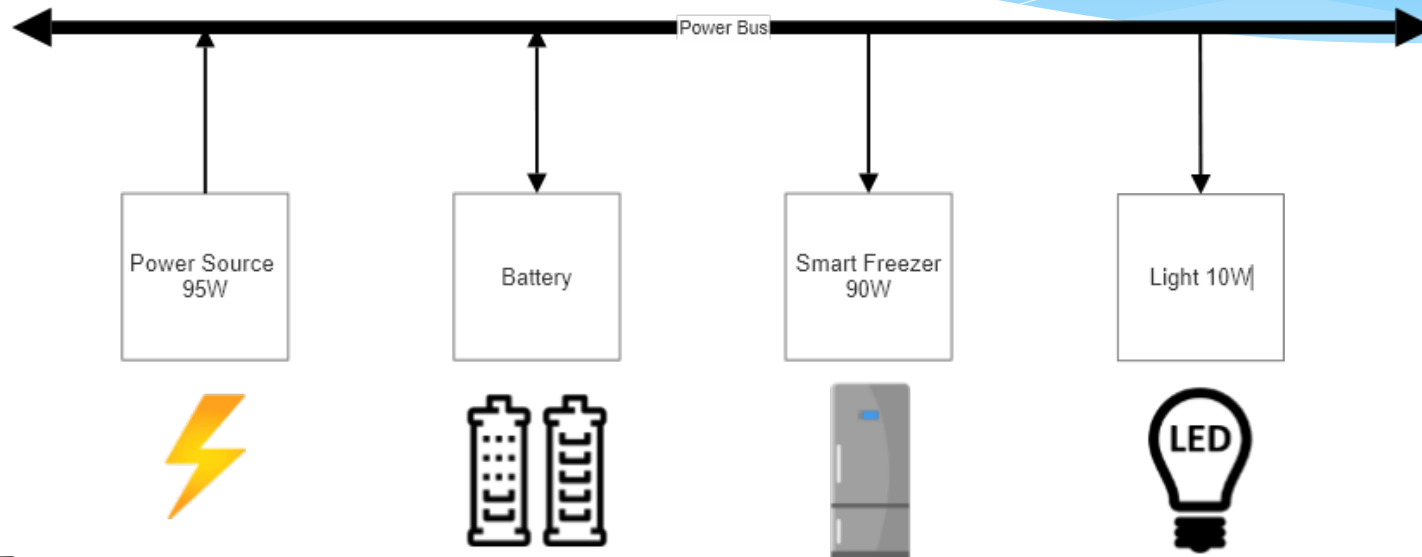 Power Bus
Power Source
95W
Battery
Smart Freezer
90W
Light 10W
LED